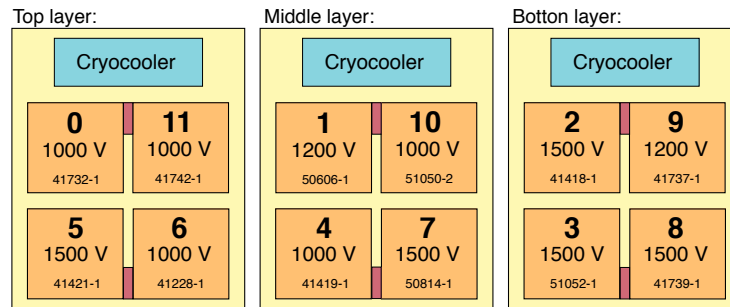 Top layer:
Cryocooler
0
1000 V
41732-1
11
1000 V
41742-1
5
1500 V
41421-1
6
1000 V
41228-1
Middle layer:
Cryocooler
1
1200 V
50606-1
10
1000 V
51050-2
4
1000 V
41419-1
7
1500 V
50814-1
Botton layer:
Cryocooler
2
1500 V
41418-1
9
1200 V
41737-1
3
1500 V
51052-1
8
1500 V
41739-1